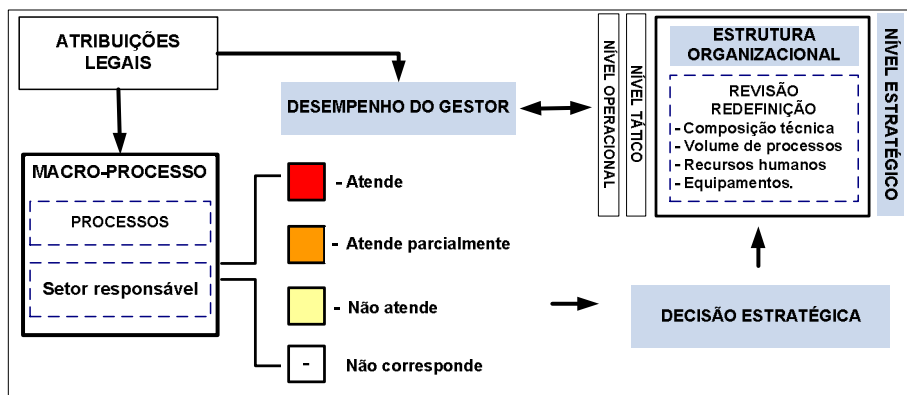 ATRIBUIÇÕES
LEGAIS
DESEMPENHO DO GESTOR
NÍVEL OPERACIONAL
NÍVEL TÁTICO
ESTRUTURA
ORGANIZACIONAL
REVISÃO
REDEFINIÇÃO
- Composição técnica
- Volume de processos
- Recursos humanos
- Equipamentos.
NÍVEL ESTRATÉGICO
MACRO-PROCESSO
PROCESSOS
Setor responsável
- Atende
- Atende parcialmente
- Não atende
- Não corresponde
DECISÃO ESTRATÉGICA